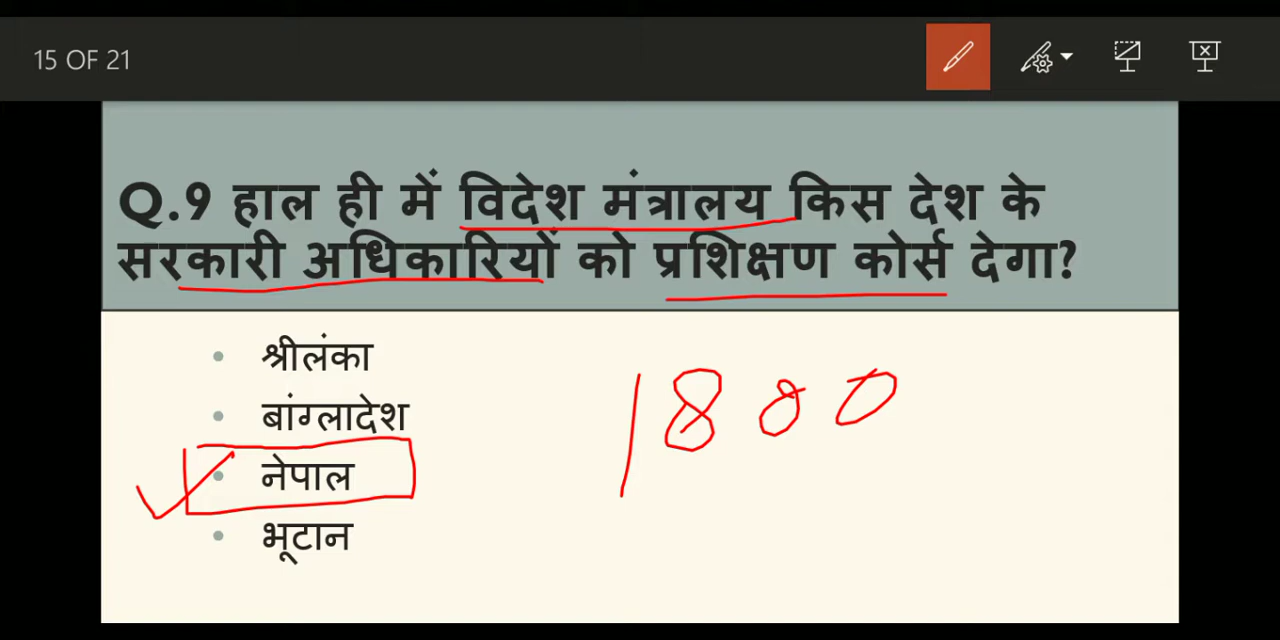 15 OF 21
Q.9 हाल ही में विदेश मंत्रालय किस देश के
सरकारी अधिकारियों को प्रशिक्षण कोर्स देगा?
• श्रीलंका
• बांग्लादेश
• नेपाल
• भूटान
1800